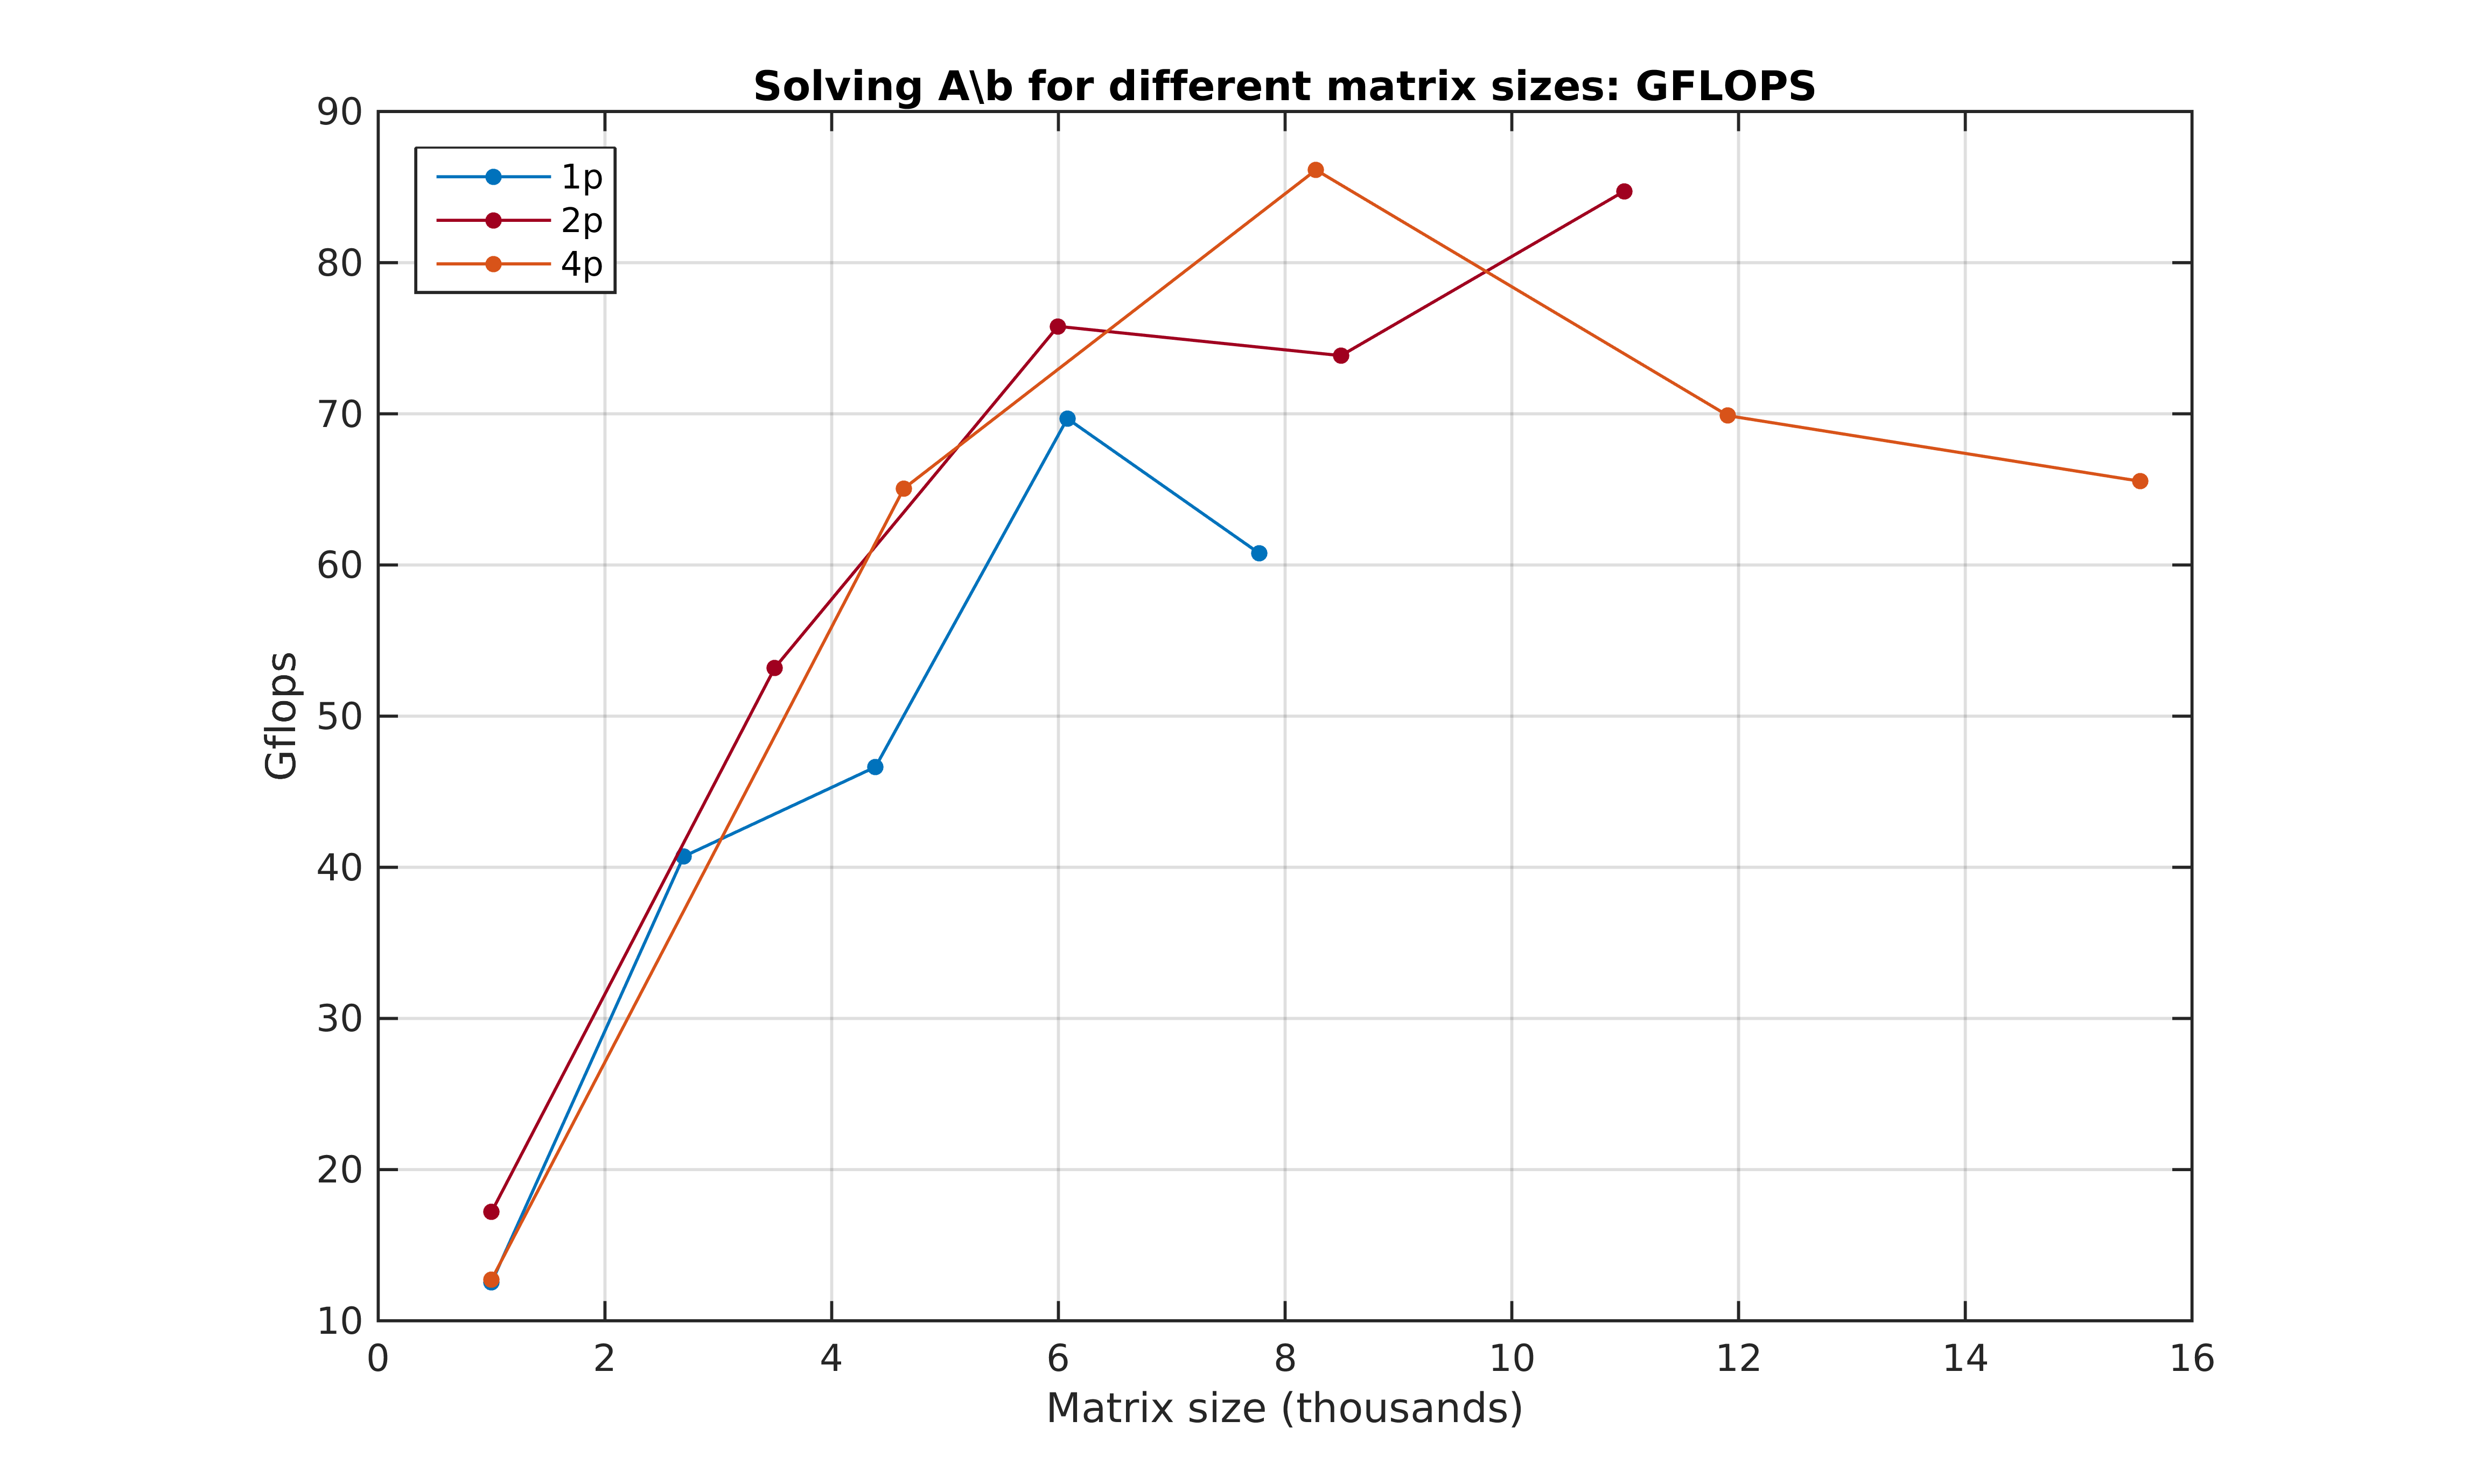 Solving A\b for different matrix sizes: GFLOPS
1p
2p
4p
Gflops
90
80
70
60
50
40
30
20
10
0 2 4 6 8 10 12 14 16
Matrix size (thousands)